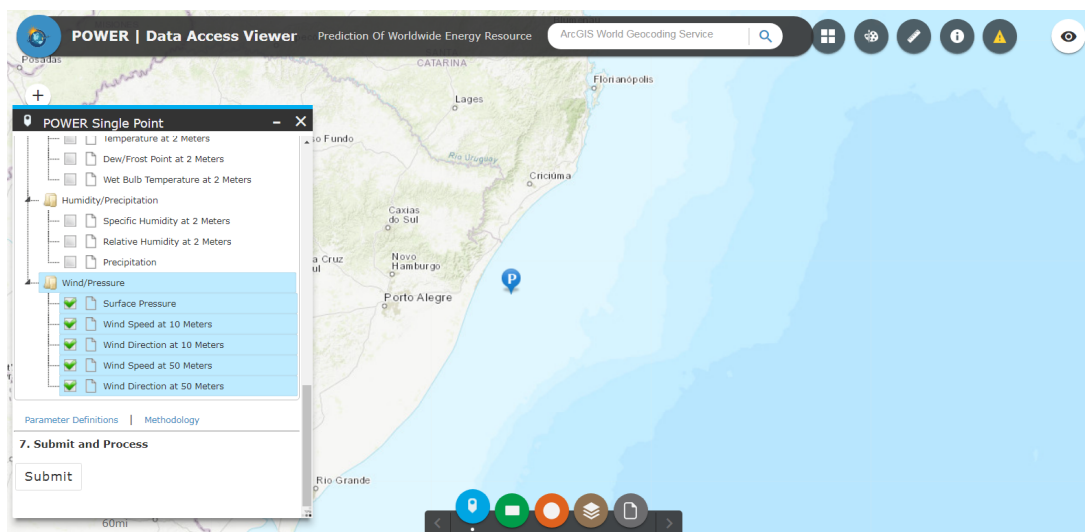 POWER | Data Access Viewer
Prediction Of Worldwide Energy Resource
ArcGIS World Geocoding Service
Posadas
CATARINA
Florianópolis
+
Lages
POWER Single Point
Temperature at 2 Meters
Dew/Frost Point at 2 Meters
Wet Bulb Temperature at 2 Meters
Humidity/Precipitation
Specific Humidity at 2 Meters
Relative Humidity at 2 Meters
Precipitation
Wind/Pressure
Surface Pressure
Wind Speed at 10 Meters
Wind Direction at 10 Meters
Wind Speed at 50 Meters
Wind Direction at 50 Meters
Parameter Definitions | Methodology
7. Submit and Process
Submit
so Fundo
Rio Uruguay
Criciúma
Caxias
do Sul
a Cruz
ul
Novo
Hamburgo
P
Porto Alegre
Rio Grande
60mi